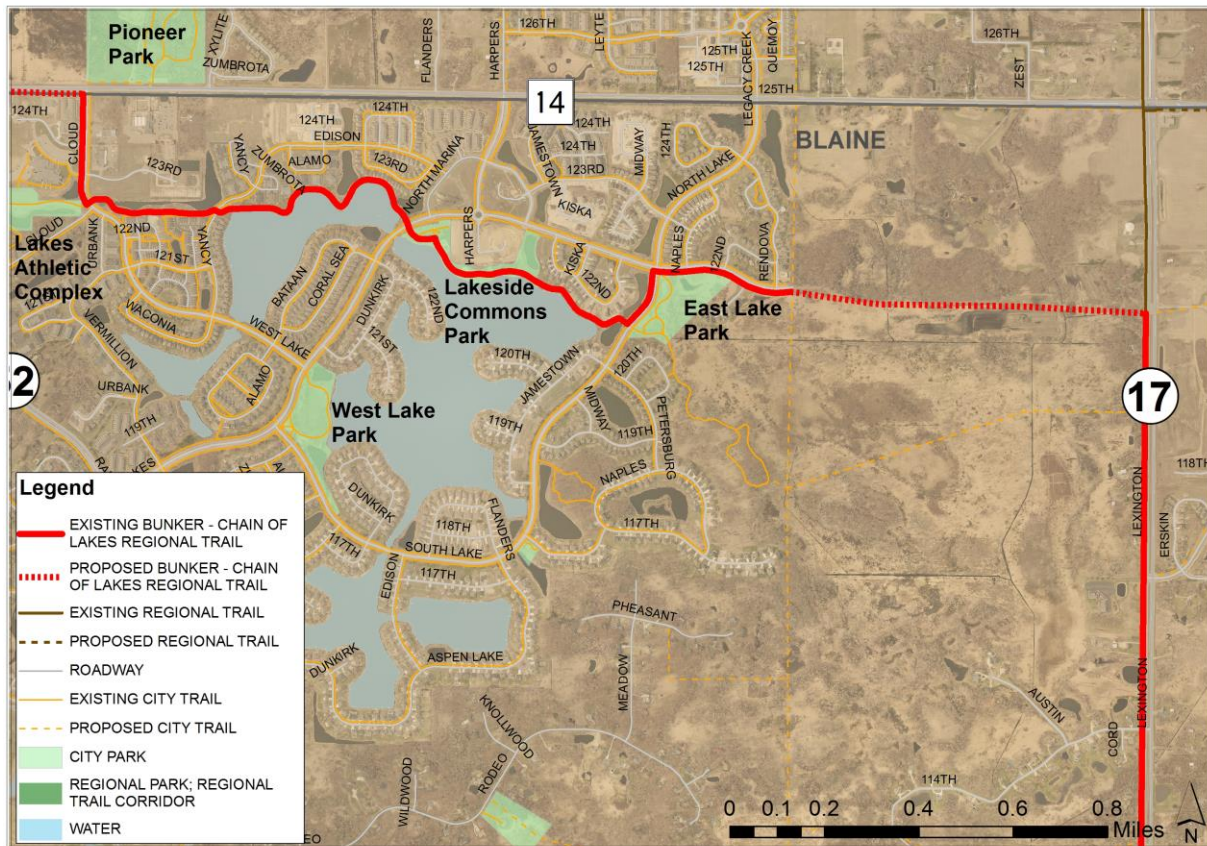 Pioneer
Park
XYLITE
ZUMBROTA
FLANDERS
HARPERS
126TH
LEYTE
125TH
125TH
LEGACY CREEK
QUEMOY
125TH
126TH
ZEST
14
124TH
CLOUD
123RD
YANCY
ZUMBROTA
124TH
EDISON
ALAMO
124TH
123RD
NORTH MARINA
JAMESTOWN
124TH
124TH
123RD
MIDWAY
124TH
NORTH LAKE
KISKA
BLAINE
CLOUD
URBANK
122ND
121ST
YANCY
Lakes
Athletic
Complex
WACONIA
VERMILLION
BATAAN
CORAL SEA
DUNKIRK
121ST
122ND
HARPERS
KISKA
122ND
NAPLES
122ND
RENDOVA
Lakeside
Commons
Park
East Lake
Park
WEST LAKE
ALAMO
URBANK
119TH
West Lake
Park
120TH
JAMESTOWN
119TH
120TH
MIDWAY
119TH
PETERSBURG
NAPLES
117TH
17
LEXINGTON
118TH
ERSKIN
DUNKIRK
118TH
FLANDERS
117TH
SOUTH LAKE
EDISON
117TH
DUNKIRK
ASPEN LAKE
PHEASANT
MEADOW
KNOLLWOOD
RODEO
WILDWOOD
AUSTIN
CORD
LEXINGTON
114TH
Legend
EXISTING BUNKER - CHAIN OF
LAKES REGIONAL TRAIL
PROPOSED BUNKER - CHAIN
OF LAKES REGIONAL TRAIL
EXISTING REGIONAL TRAIL
PROPOSED REGIONAL TRAIL
ROADWAY
EXISTING CITY TRAIL
PROPOSED CITY TRAIL
CITY PARK
REGIONAL PARK; REGIONAL
TRAIL CORRIDOR
WATER
0 0.1 0.2 0.4 0.6 0.8
Miles
N